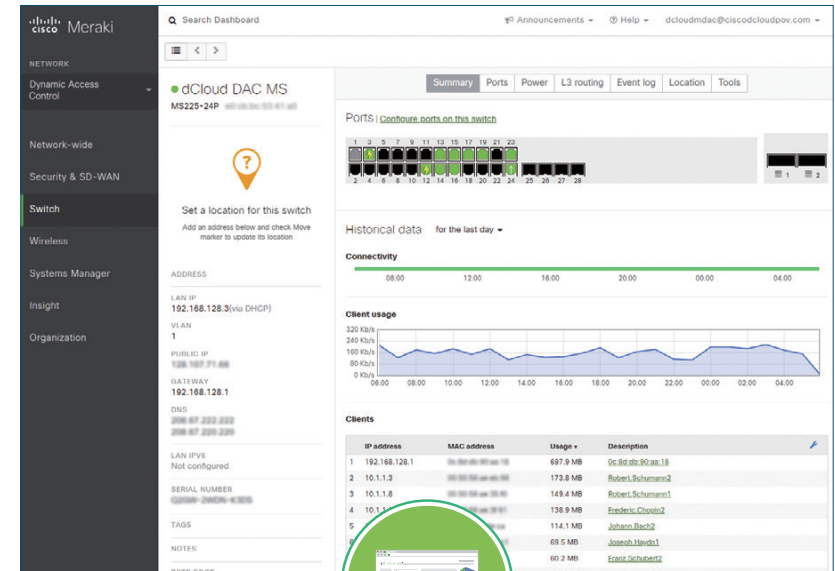 cisco Meraki
Search Dashboard
Announcements
Help
dcloudmdac@ciscodcloudpov.com
NETWORK
Dynamic Access
Control
Network-wide
Security & SD-WAN
Switch
Wireless
Systems Manager
Insight
Organization
dCloud DAC MS
MS225-24P
?
Set a location for this switch
Add an address below and check Move
marker to update its location
ADDRESS
LAN IP
192.168.128.3(via DHCP)
VLAN
1
PUBLIC IP
GATEWAY
192.168.128.1
DNS
LAN IPV6
Not configured
SERIAL NUMBER
TAGS
NOTES
Summary Ports Power L3 routing Event log Location Tools
Ports | Configure ports on this switch
1 3 5 7 9 11 13 15 17 19 21 23
2 4 6 8 10 12 14 16 18 20 22 24 25 26 27 28
1 2
Historical data for the last day
Connectivity
08:00 12:00 16:00 20:00 00:00 04:00
Client usage
320 Kb/s
240 Kb/s
160 Kb/s
80 Kb/s
0 Kb/s
06:00 08:00 10:00 12:00 14:00 16:00 18:00 20:00 22:00 00:00 02:00 04:00
Clients
IP address MAC address Usage Description
1 192.168.128.1 697.9 MB 0c:8d:db:90:aa:18
2 10.1.1.3 173.8 MB Robert.Schumann2
3 10.1.1.8 149.4 MB Robert.Schumann1
4 10.1.1 138.9 MB Frederic.Chopin2
5 114.1 MB Johann.Bach2
69.5 MB Joseph.Haydn1
60.2 MB Franz.Schubert2